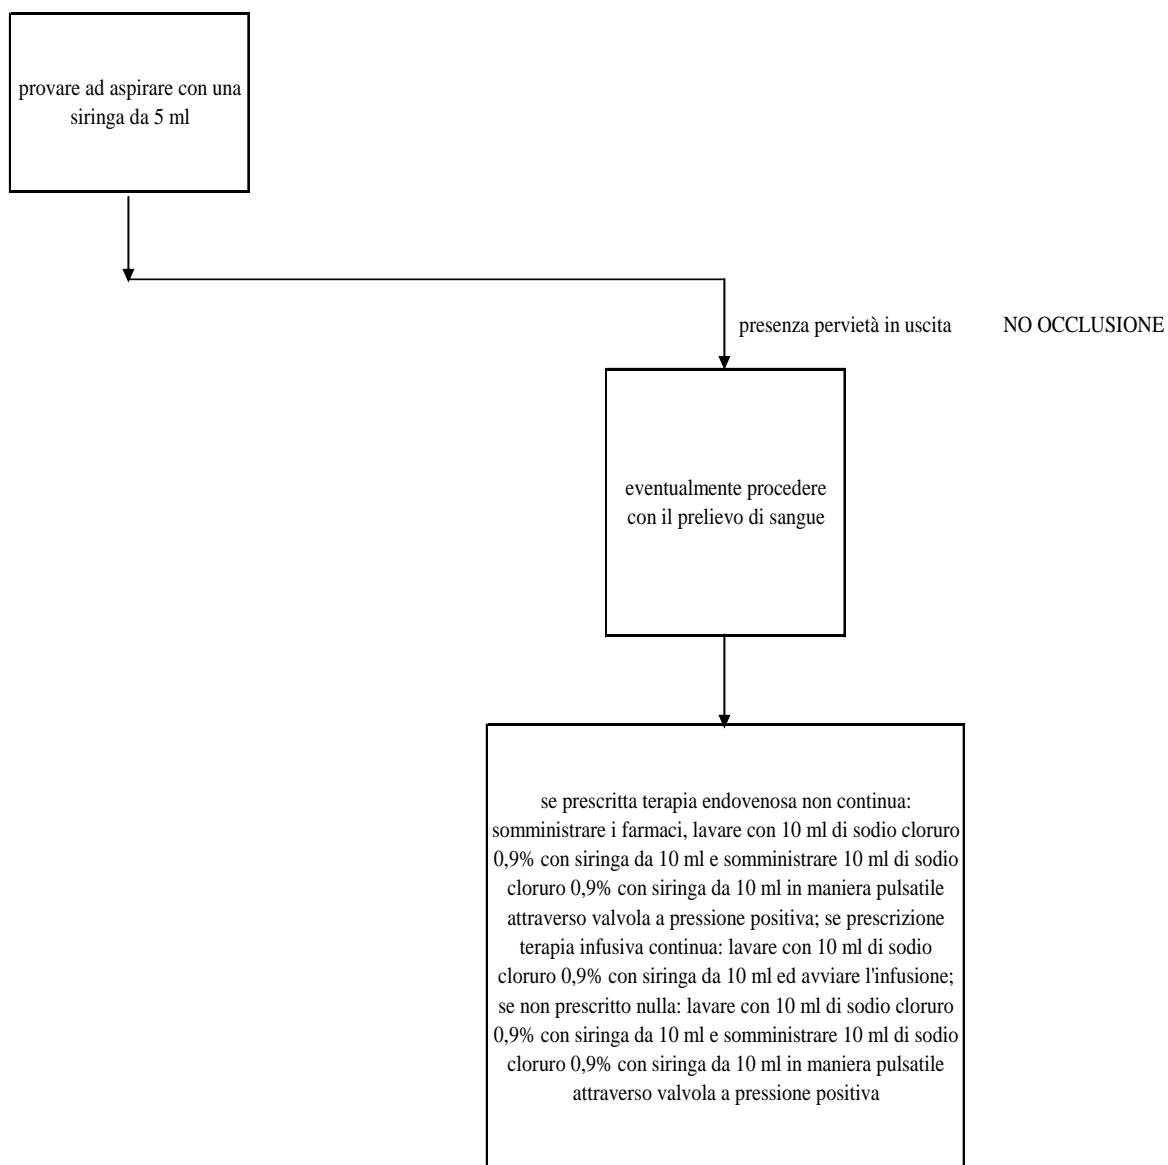 provare ad aspirare con una
siringa da 5 ml
presenza pervietà in uscita NO OCCLUSIONE
eventualmente procedere
con il prelievo di sangue
se prescritta terapia endovenosa non continua:
somministrare i farmaci, lavare con 10 ml di sodio cloruro
0,9% con siringa da 10 ml e somministrare 10 ml di sodio
cloruro 0,9% con siringa da 10 ml in maniera pulsatile
attraverso valvola a pressione positiva; se prescrizione
terapia infusiva continua: lavare con 10 ml di sodio
cloruro 0,9% con siringa da 10 ml ed avviare l'infusione;
se non prescritto nulla: lavare con 10 ml di sodio cloruro
0,9% con siringa da 10 ml e somministrare 10 ml di sodio
cloruro 0,9% con siringa da 10 ml in maniera pulsatile
attraverso valvola a pressione positiva